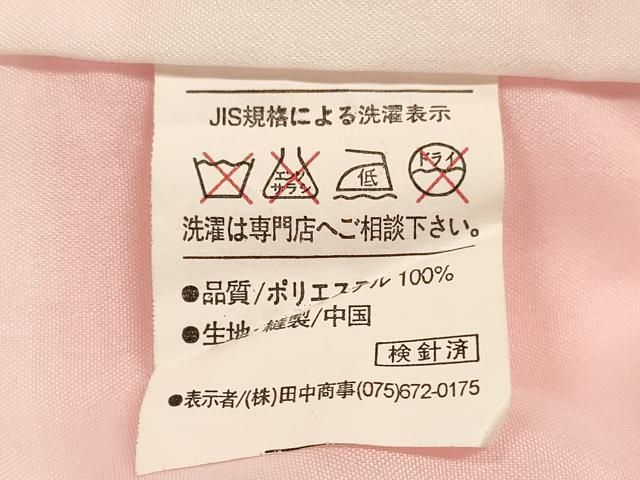 JIS規格による洗濯表示
エンソ
サラシ
低
ドライ
洗濯は専門店へご相談下さい。
●品質/ポリエステル 100%
●生地・縫製/中国
検針済
●表示者/(株)田中商事(075)672-0175